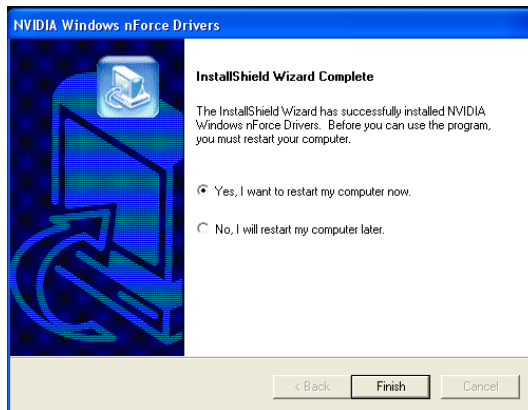 NVIDIA Windows nForce Drivers
InstallShield Wizard Complete
The InstallShield Wizard has successfully installed NVIDIA
Windows nForce Drivers.  Before you can use the program,
you must restart your computer.
Yes, I want to restart my computer now.
No, I will restart my computer later.
< Back
Finish
Cancel